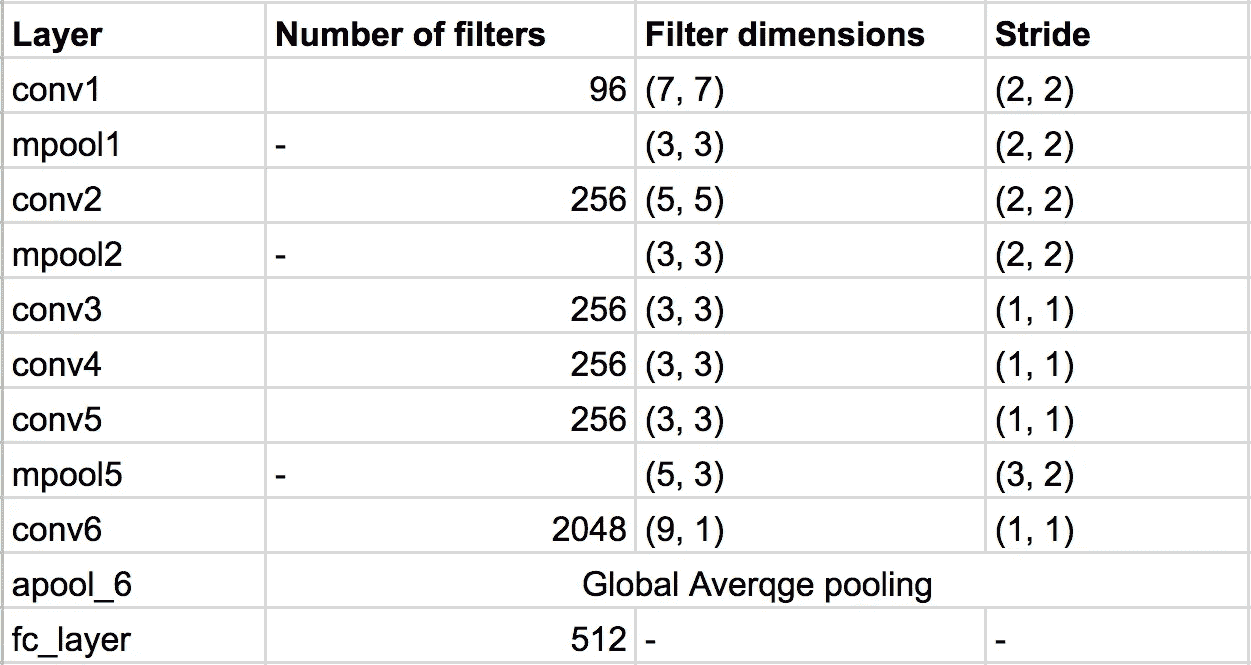 Layer Number of filters Filter dimensions Stride
conv1 96 (7, 7) (2, 2)
mpool1 - (3, 3) (2, 2)
conv2 256 (5, 5) (2, 2)
mpool2 - (3, 3) (2, 2)
conv3 256 (3, 3) (1, 1)
conv4 256 (3, 3) (1, 1)
conv5 256 (3, 3) (1, 1)
mpool5 - (5, 3) (3, 2)
conv6 2048 (9, 1) (1, 1)
apool_6 Global Averqge pooling
fc_layer 512 - -